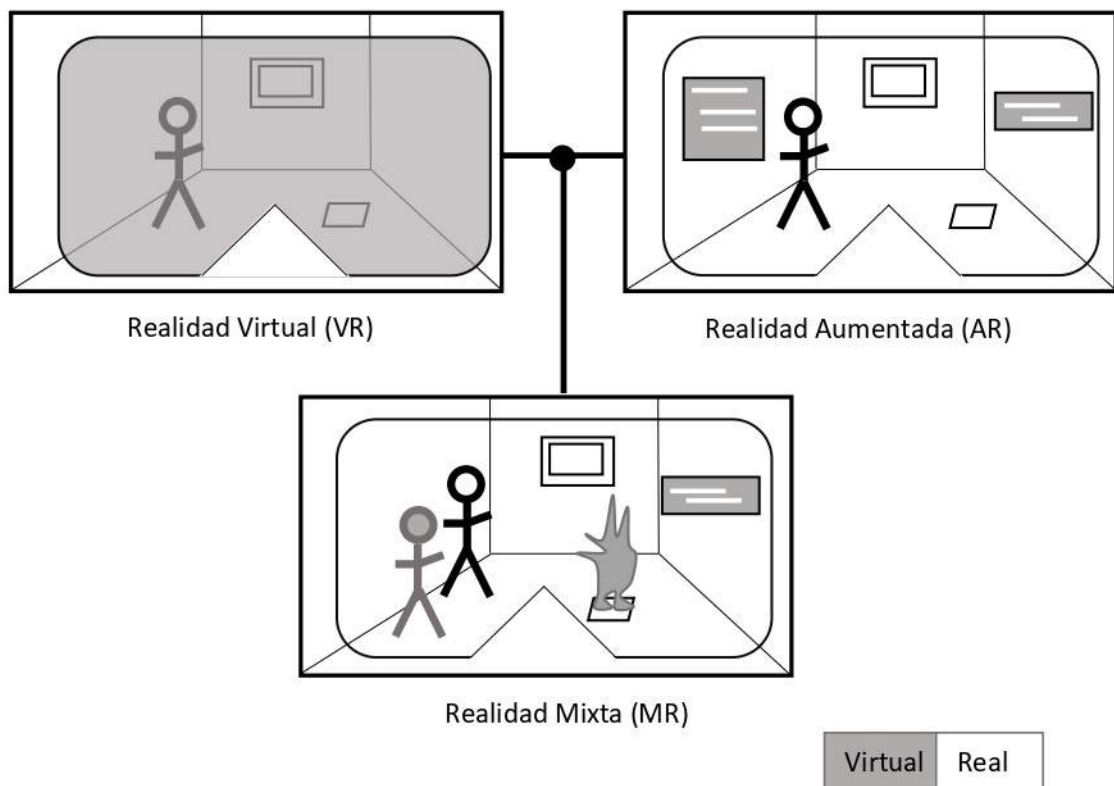 Realidad Virtual (VR)
Realidad Aumentada (AR)
Realidad Mixta (MR)
Virtual
Real